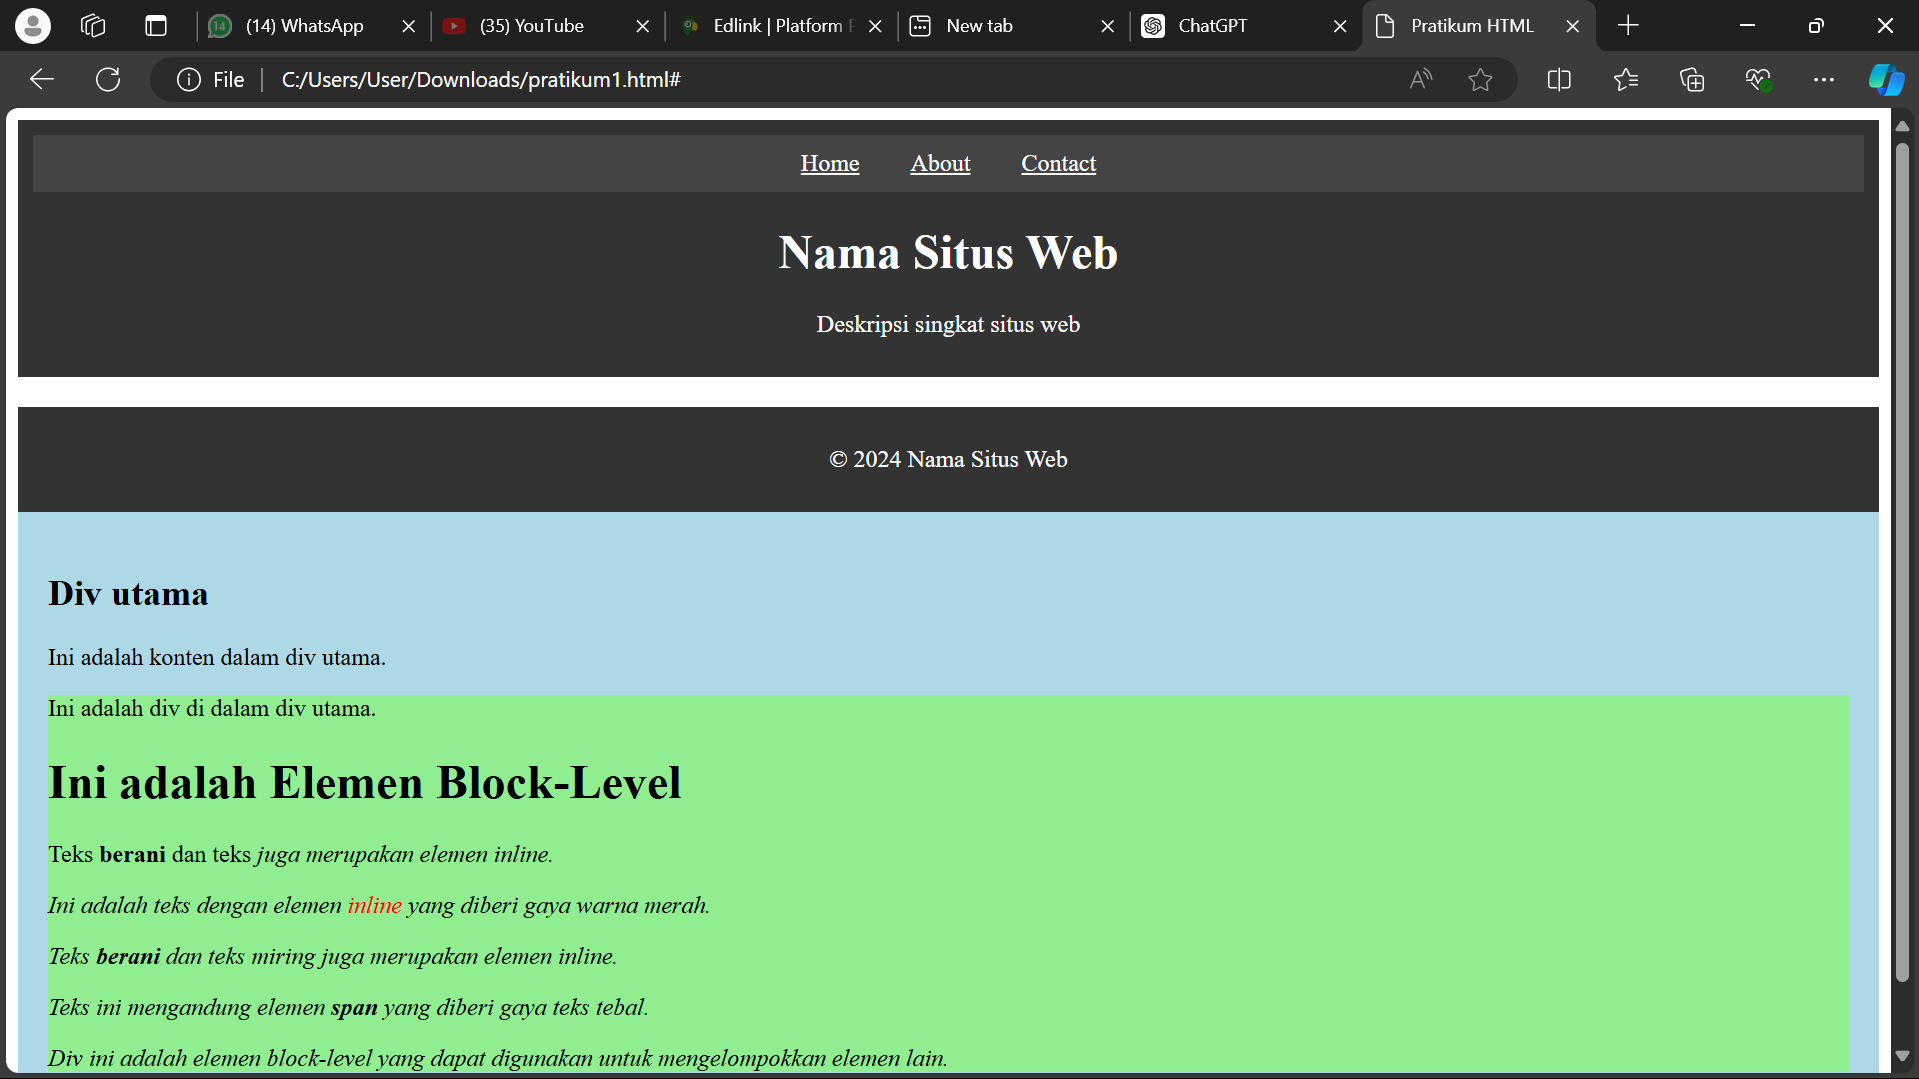 (14) WhatsApp
(35) YouTube
Edlink | Platform
New tab
ChatGPT
Pratikum HTML
File
C:/Users/User/Downloads/pratikum1.html#
Home About Contact
Nama Situs Web
Deskripsi singkat situs web
© 2024 Nama Situs Web
Div utama
Ini adalah konten dalam div utama.
Ini adalah div di dalam div utama.
Ini adalah Elemen Block-Level
Teks berani dan teks juga merupakan elemen inline.
Ini adalah teks dengan elemen inline yang diberi gaya warna merah.
Teks berani dan teks miring juga merupakan elemen inline.
Teks ini mengandung elemen span yang diberi gaya teks tebal.
Div ini adalah elemen block-level yang dapat digunakan untuk mengelompokkan elemen lain.